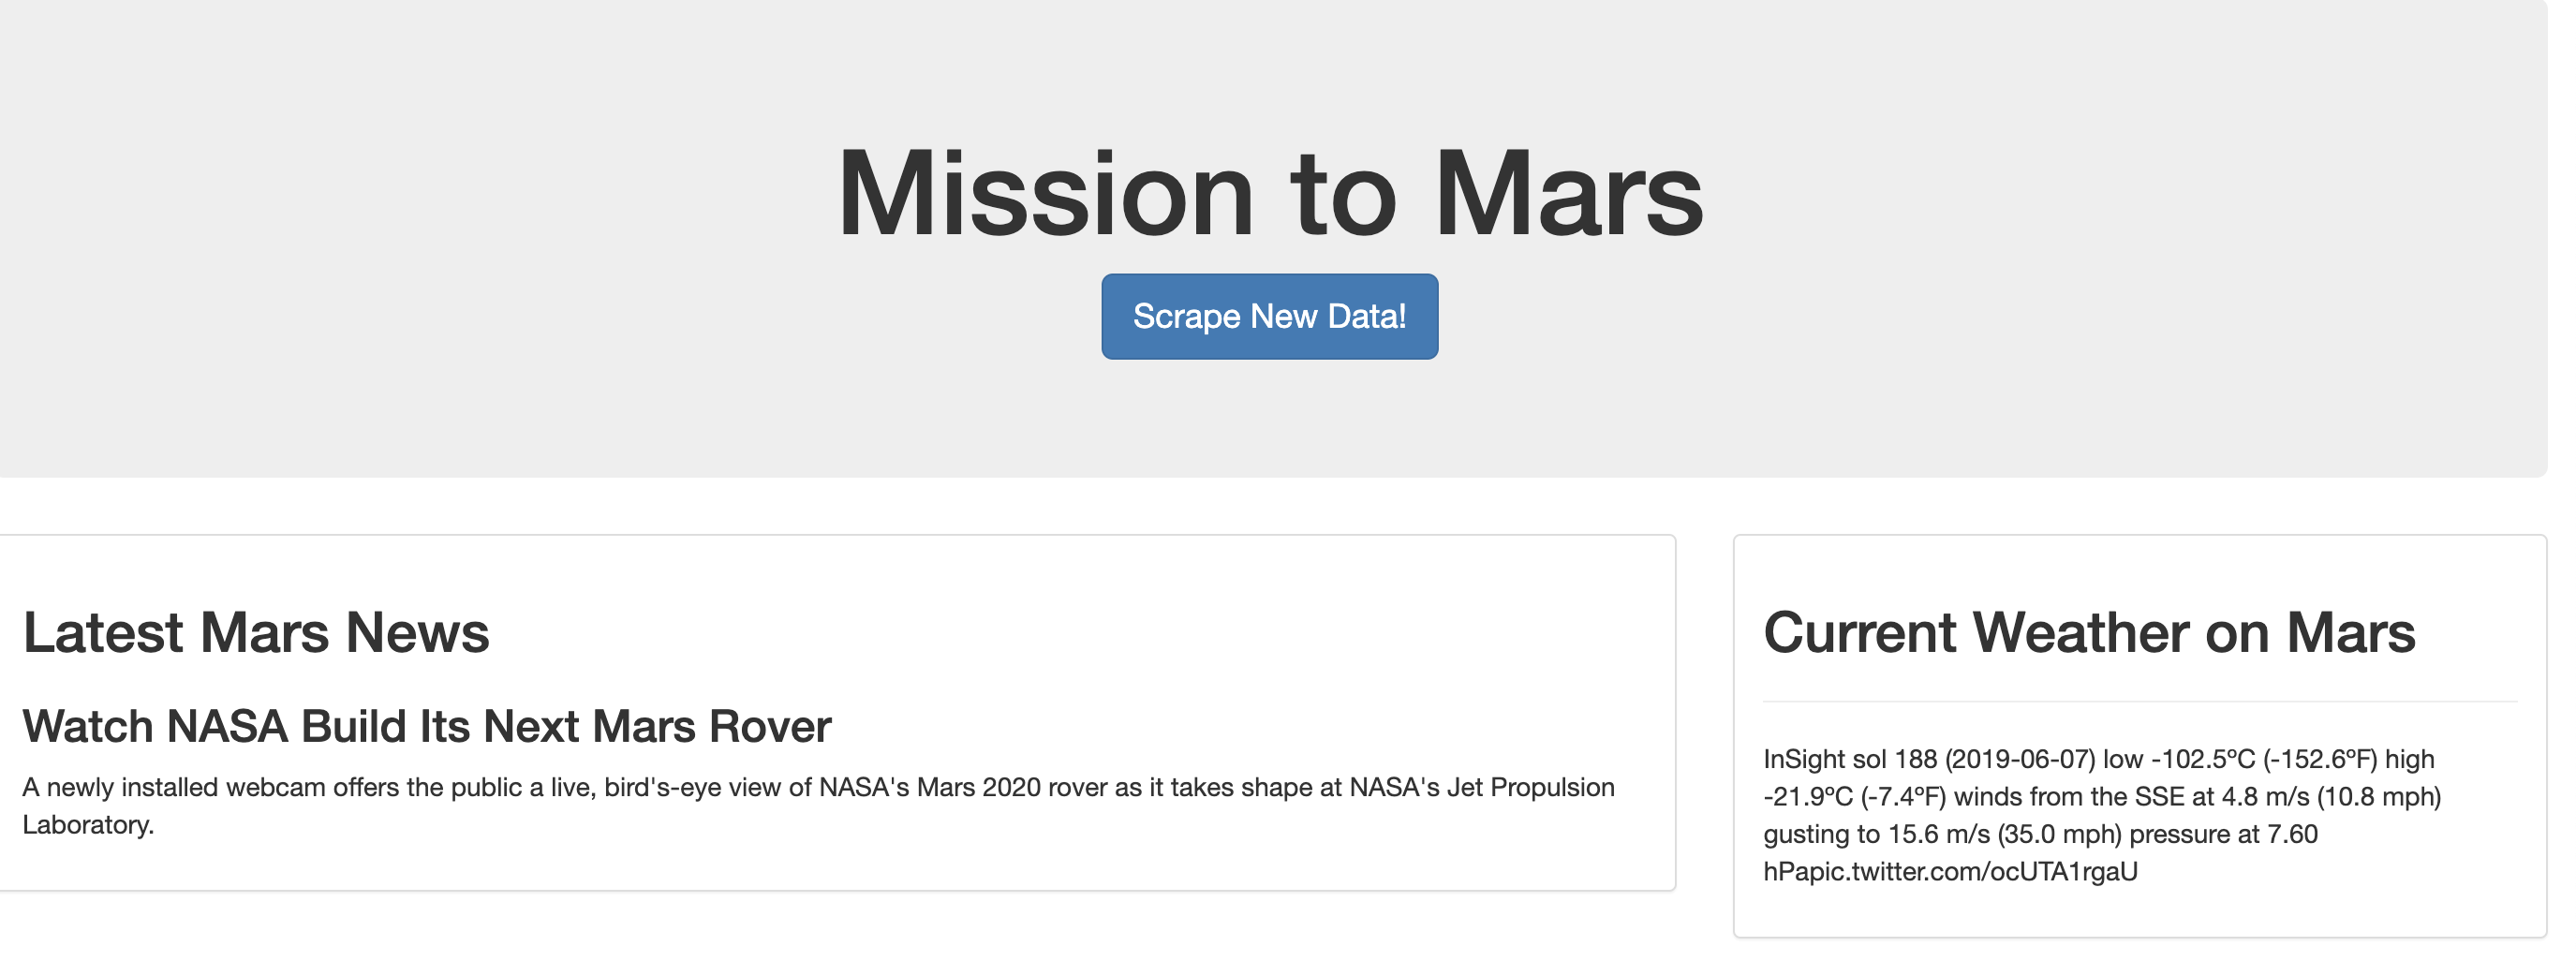 Mission to Mars
Scrape New Data!
Latest Mars News
Watch NASA Build Its Next Mars Rover
A newly installed webcam offers the public a live, bird's-eye view of NASA's Mars 2020 rover as it takes shape at NASA's Jet Propulsion
Laboratory.
Current Weather on Mars
InSight sol 188 (2019-06-07) low -102.5ºC (-152.6ºF) high
-21.9ºC (-7.4ºF) winds from the SSE at 4.8 m/s (10.8 mph)
gusting to 15.6 m/s (35.0 mph) pressure at 7.60
hPapic.twitter.com/ocUTA1rgaU